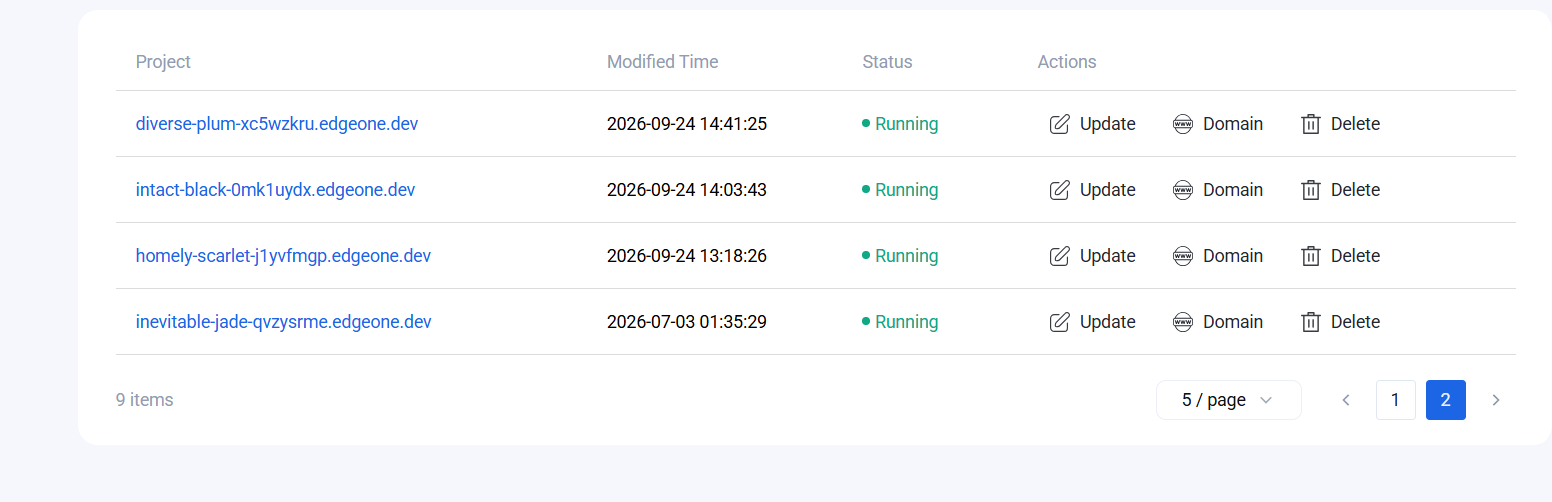 Project Modified Time Status Actions
diverse-plum-xc5wzkru.edgeone.dev 2026-09-24 14:41:25 Running Update Domain Delete
intact-black-0mk1uydx.edgeone.dev 2026-09-24 14:03:43 Running Update Domain Delete
homely-scarlet-j1yvfmgp.edgeone.dev 2026-09-24 13:18:26 Running Update Domain Delete
inevitable-jade-qvzysrme.edgeone.dev 2026-07-03 01:35:29 Running Update Domain Delete
9 items 5 / page 1 2